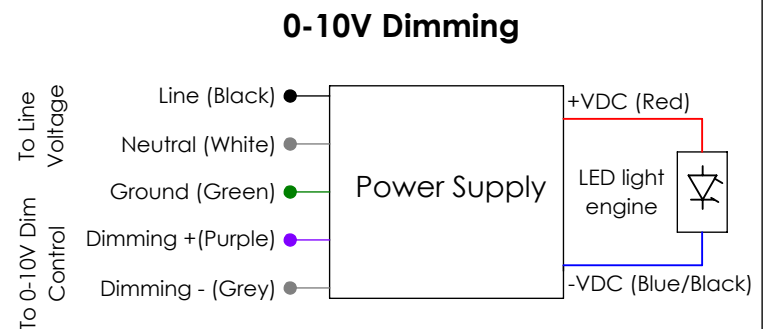 0-10V Dimming
To Line
Voltage
Line (Black)
Neutral (White)
Ground (Green)
To 0-10V Dim
Control
Dimming +(Purple)
Dimming - (Grey)
Power Supply
+VDC (Red)
LED light
engine
-VDC (Blue/Black)